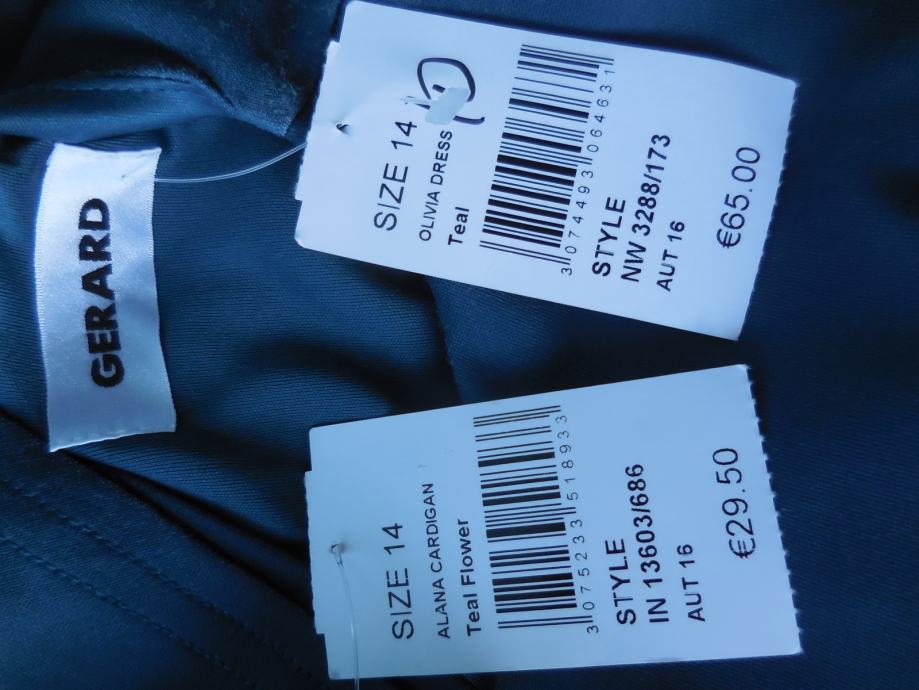 GERARD
SIZE 14
OLIVIA DRESS
Teal
3074493064631
STYLE
NW 3288/173
AUT 16
€65.00
SIZE 14
ALANA CARDIGAN
Teal Flower
3075233518933
STYLE
IN 13603/686
AUT 16
€29.50